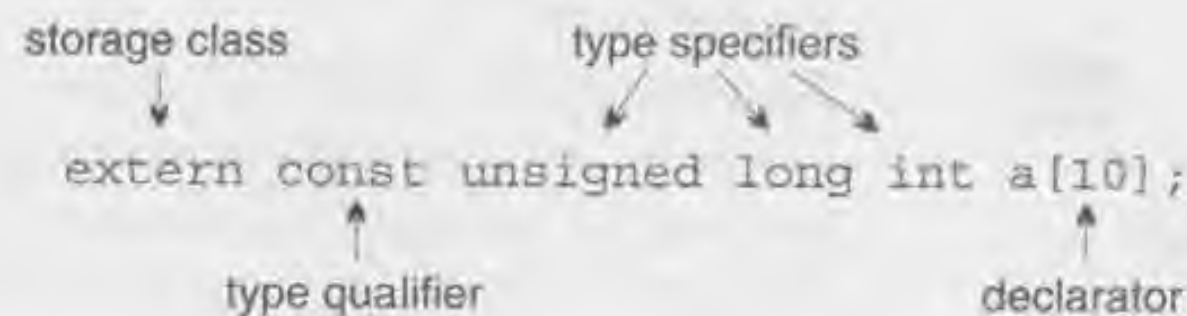 storage class type specifiers
extern const unsigned long int a[10];
type qualifier declarator